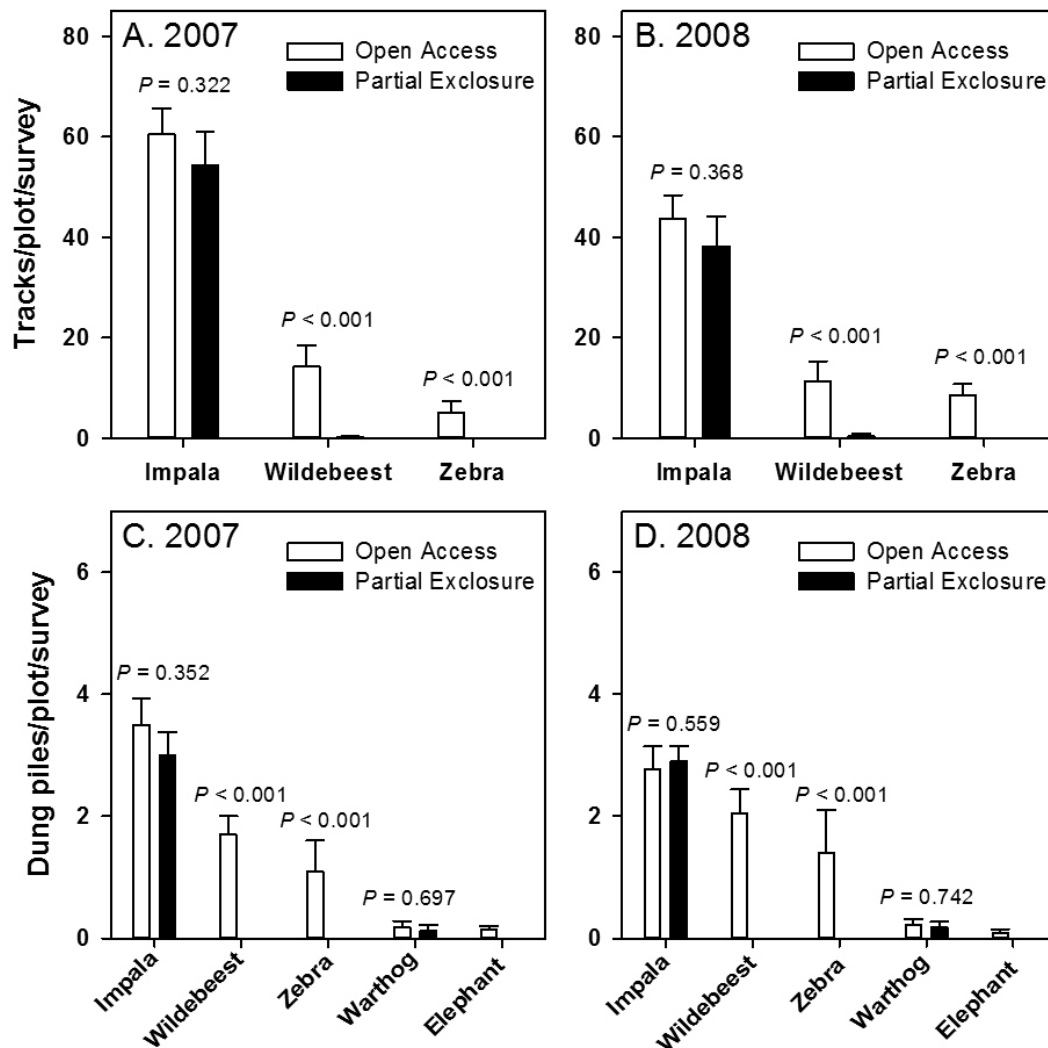 A. 2007
Open Access
Partial Exclosure
Tracks/plot/survey
80
60
40
20
0
P = 0.322
P < 0.001
P < 0.001
Impala
Wildebeest
Zebra
B. 2008
Open Access
Partial Exclosure
80
60
40
20
0
P = 0.368
P < 0.001
P < 0.001
Impala
Wildebeest
Zebra
C. 2007
Open Access
Partial Exclosure
Dung piles/plot/survey
6
4
2
0
P = 0.352
P < 0.001
P < 0.001
P = 0.697
Impala
Wildebeest
Zebra
Warthog
Elephant
D. 2008
Open Access
Partial Exclosure
6
4
2
0
P = 0.559
P < 0.001
P < 0.001
P = 0.742
Impala
Wildebeest
Zebra
Warthog
Elephant